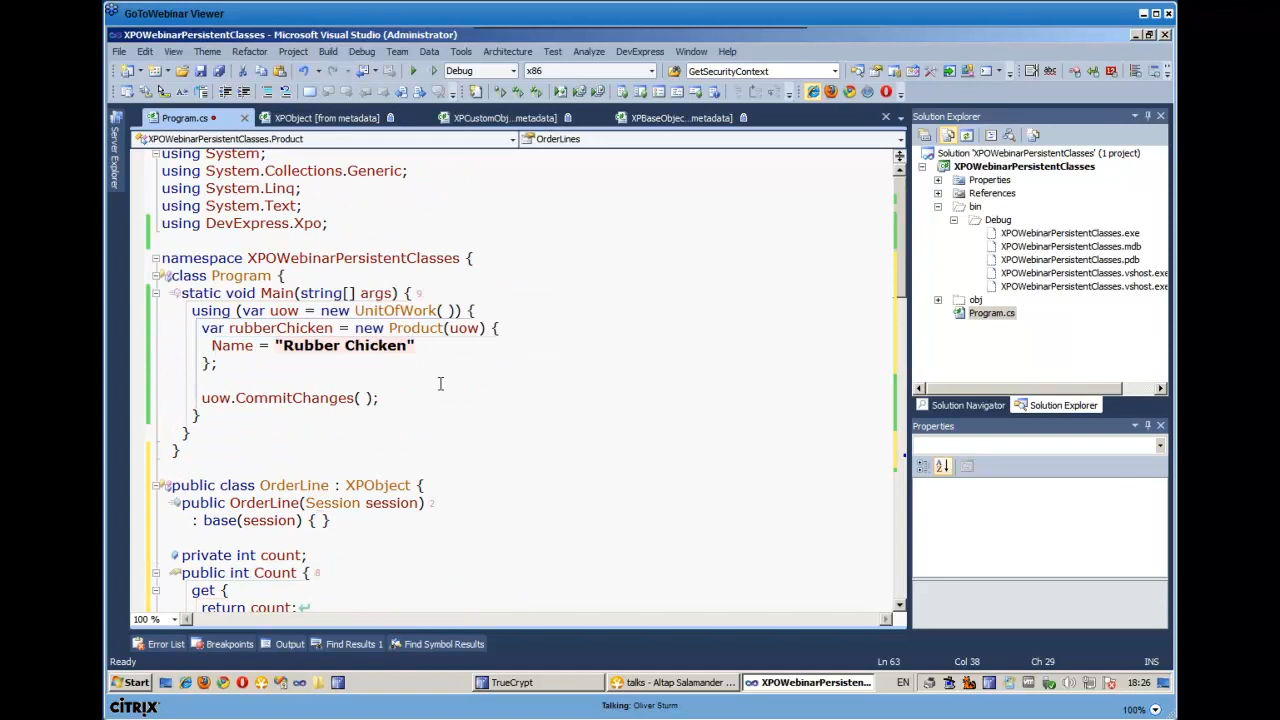 GoToWebinar Viewer
XPOWebinarPersistentClasses - Microsoft Visual Studio (Administrator)
File Edit View Theme Refactor Project Build Debug Team Data Tools Architecture Test Analyze DevExpress Window Help
Debug x86 GetSecurityContext
Program.cs XPObject [from metadata] XPCustomObj...metadata] XPBaseObjec...metadata]
XPOWebinarPersistentClasses.Product OrderLines
Server Explorer
using System;
using System.Collections.Generic;
using System.Linq;
using System.Text;
using DevExpress.Xpo;
namespace XPOWebinarPersistentClasses {
class Program {
static void Main(string[] args) { 9
using (var uow = new UnitOfWork( )) {
var rubberChicken = new Product(uow) {
Name = "Rubber Chicken"
};
uow.CommitChanges( );
}
}
}
public class OrderLine : XPObject {
public OrderLine(Session session) 2
: base(session) { }
private int count;
public int Count { 8
get {
return count;
100 %
Solution Explorer
Solution 'XPOWebinarPersistentClasses' (1 project)
XPOWebinarPersistentClasses
Properties
References
bin
Debug
XPOWebinarPersistentClasses.exe
XPOWebinarPersistentClasses.mdb
XPOWebinarPersistentClasses.pdb
XPOWebinarPersistentClasses.vshost.exe
XPOWebinarPersistentClasses.vshost.exe
obj
Program.cs
Solution Navigator Solution Explorer
Properties
Error List Breakpoints Output Find Results 1 Find Symbol Results
Ready Ln 63 Col 38 Ch 29 INS
Start TrueCrypt talks - Altap Salamander ... XPOWebinarPersisten... EN 18:26
CITRIX Talking: Oliver Sturm 100%